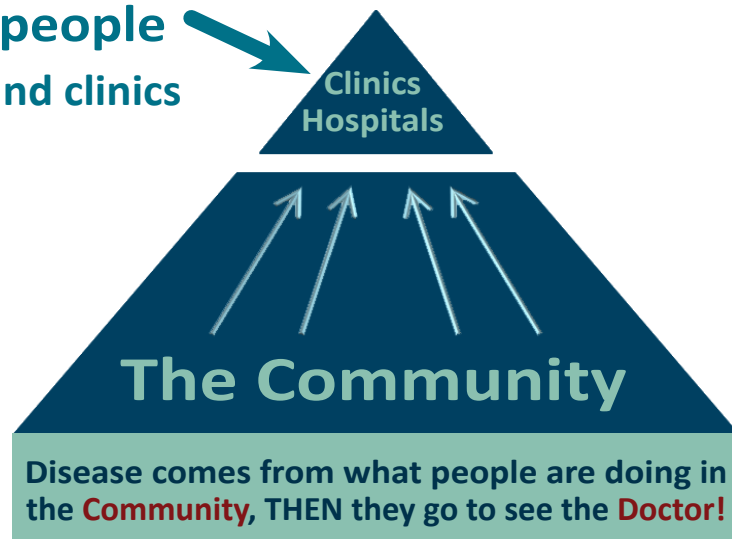 people
nd clinics
Clinics
Hospitals
The Community
Disease comes from what people are doing in
the Community, THEN they go to see the Doctor!